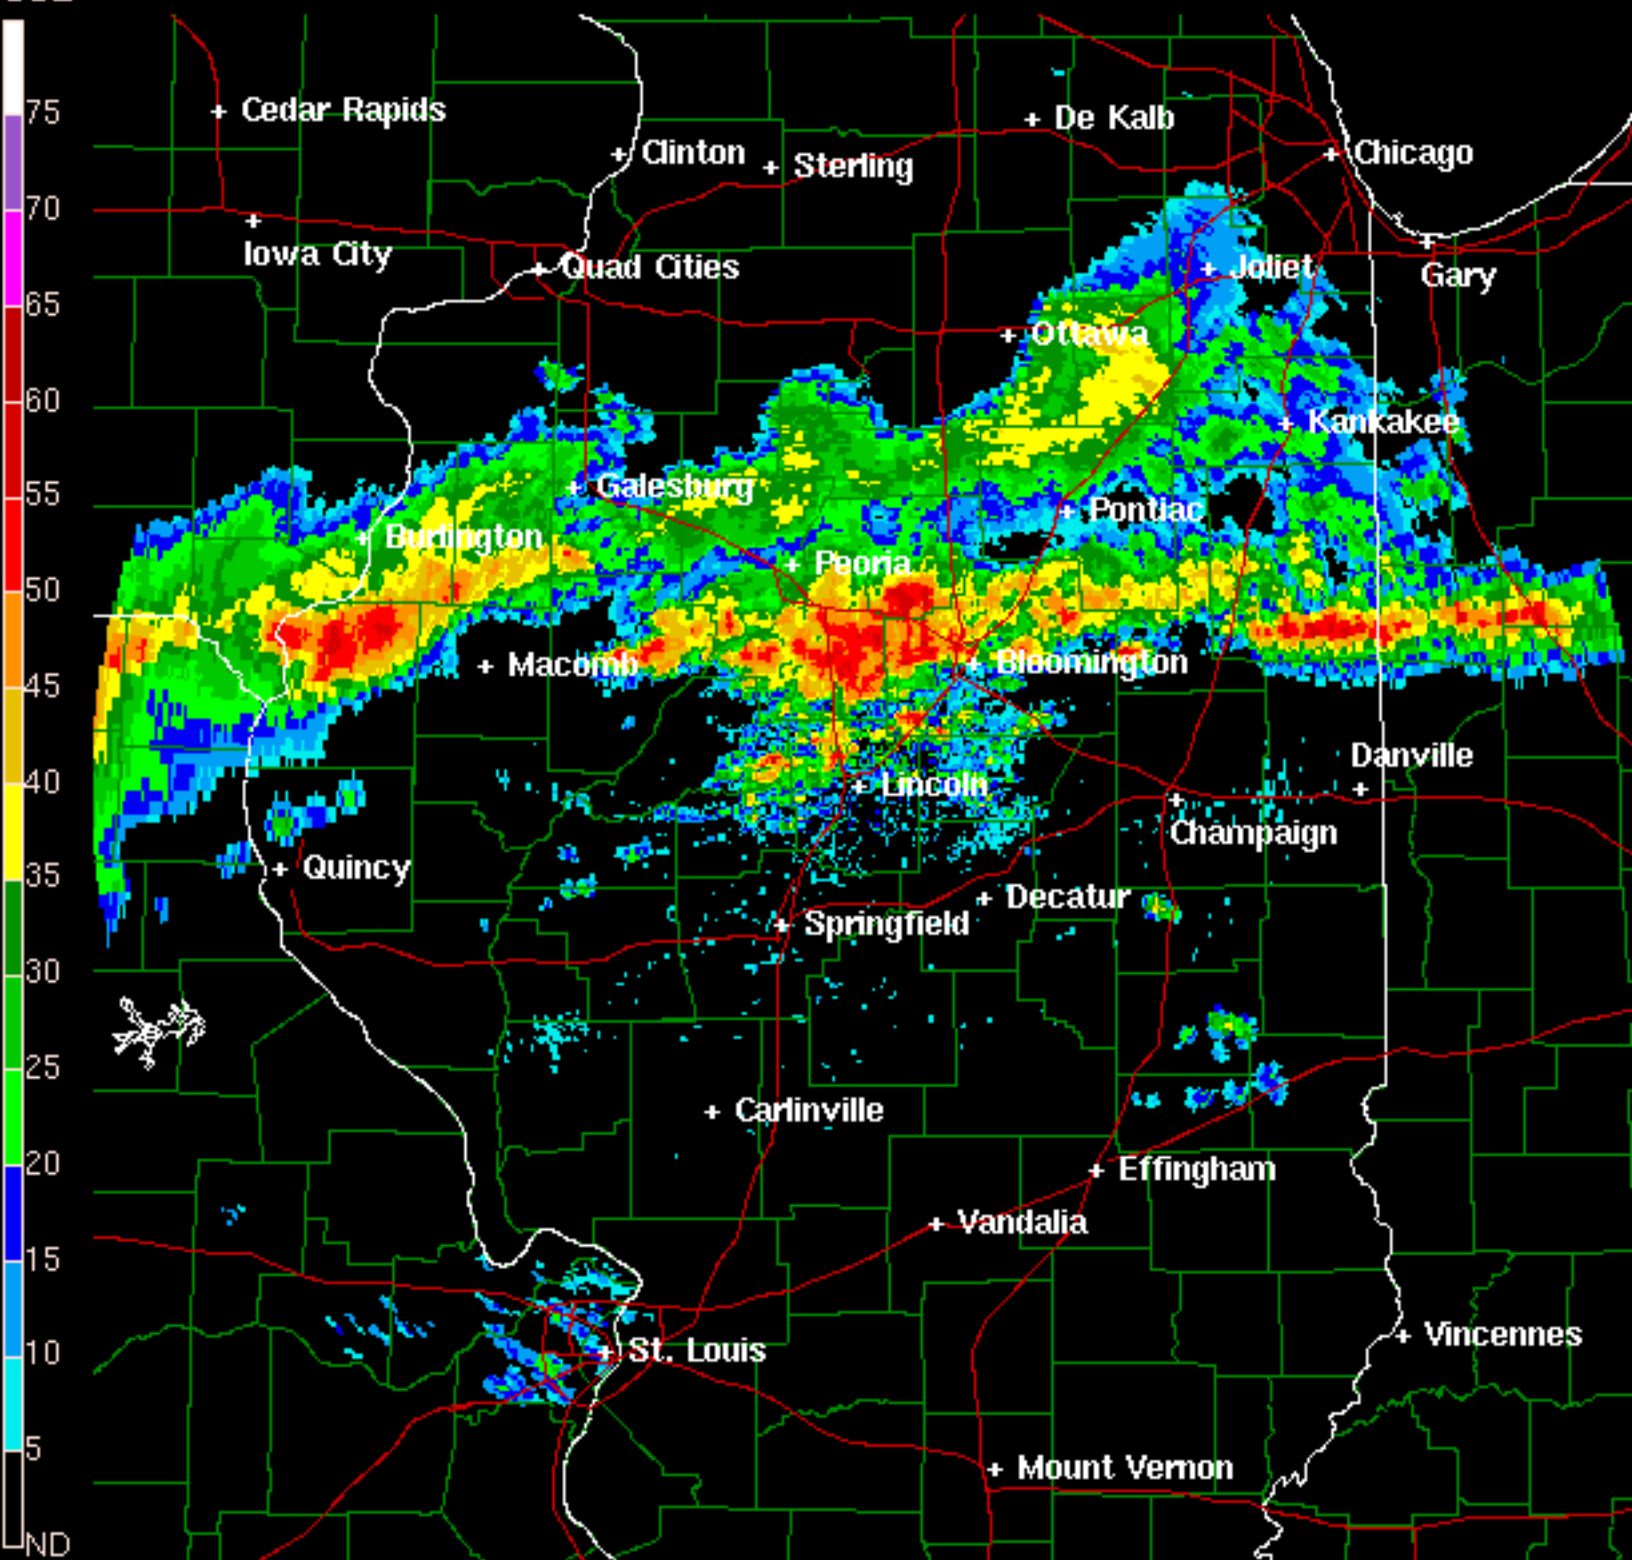 75
Cedar Rapids
De Kalb
Clinton
Sterling
Chicago
70
Iowa City
Quad Cities
Joliet
Gary
65
Ottawa
60
Kankakee
55
Galesburg
Pontiac
Burlington
Peoria
50
Macomb
Bloomington
45
Danville
40
Lincoln
Champaign
35
Quincy
Decatur
Springfield
30
25
Carlinville
20
Effingham
Vandalia
15
10
St. Louis
Vincennes
5
Mount Vernon
ND